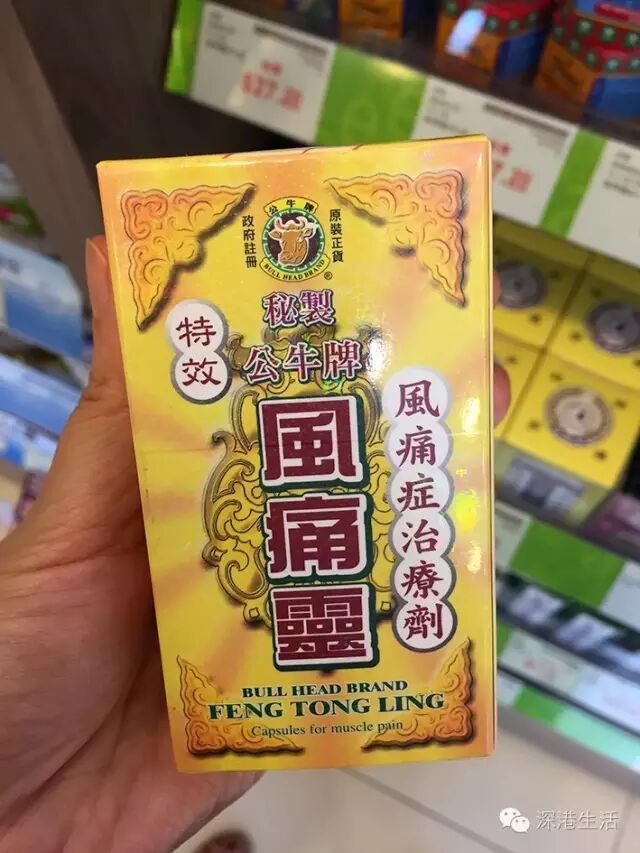 公牛牌
政府註冊
原裝正貨
BULL HEAD BRAND
®
秘製
公牛牌
特效
風痛靈
風痛症治療劑
BULL HEAD BRAND
FENG TONG LING
Capsules for muscle pain
深港生活